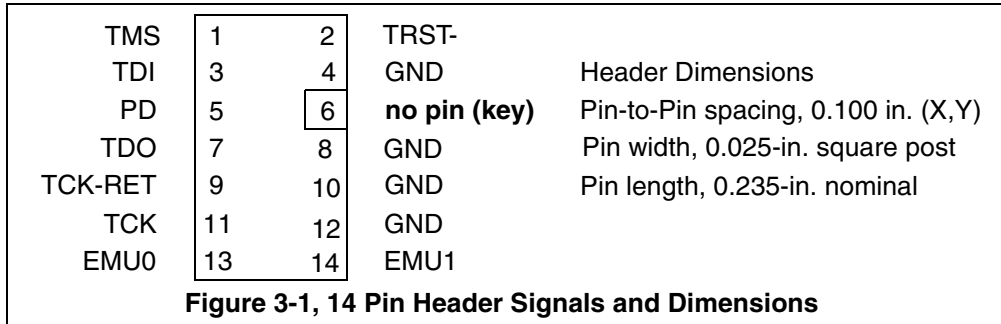 TMS 1 2 TRST-
TDI 3 4 GND Header Dimensions
PD 5 6 no pin (key) Pin-to-Pin spacing, 0.100 in. (X,Y)
TDO 7 8 GND Pin width, 0.025-in. square post
TCK-RET 9 10 GND Pin length, 0.235-in. nominal
TCK 11 12 GND
EMU0 13 14 EMU1
Figure 3-1, 14 Pin Header Signals and Dimensions